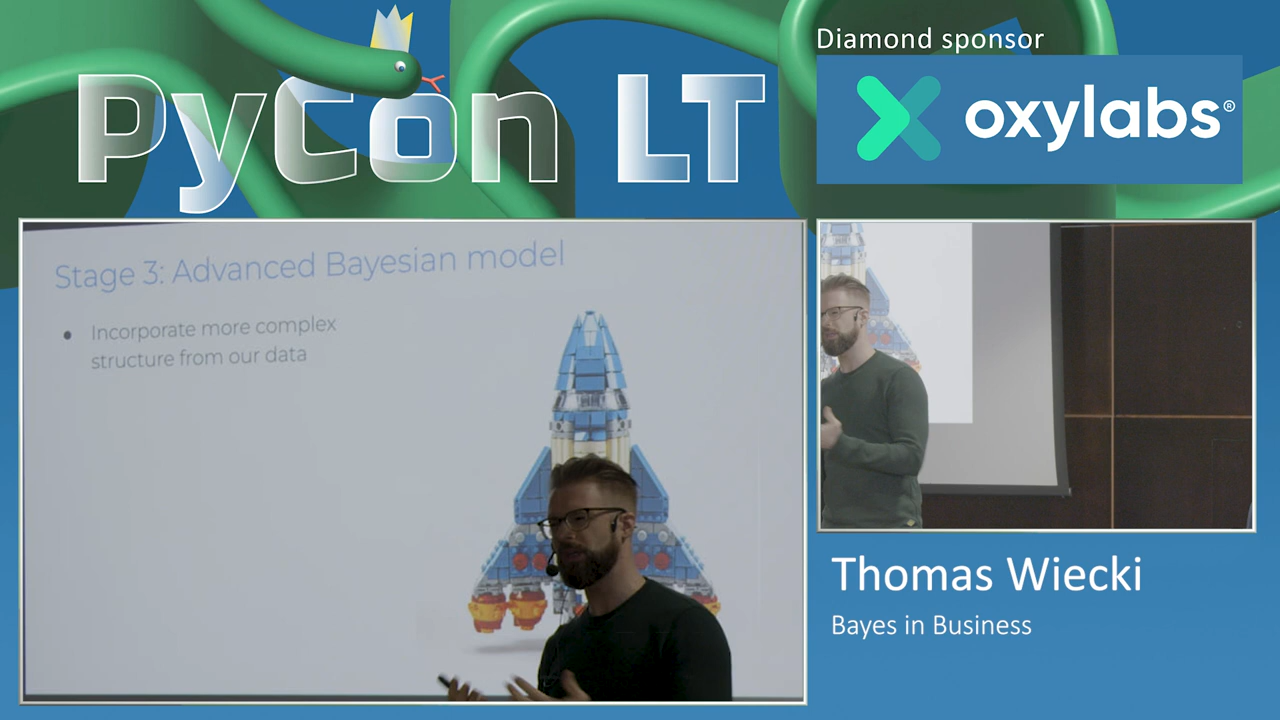 PyCon LT
Diamond sponsor
oxylabs®
Stage 3: Advanced Bayesian model
● Incorporate more complex
structure from our data
Thomas Wiecki
Bayes in Business